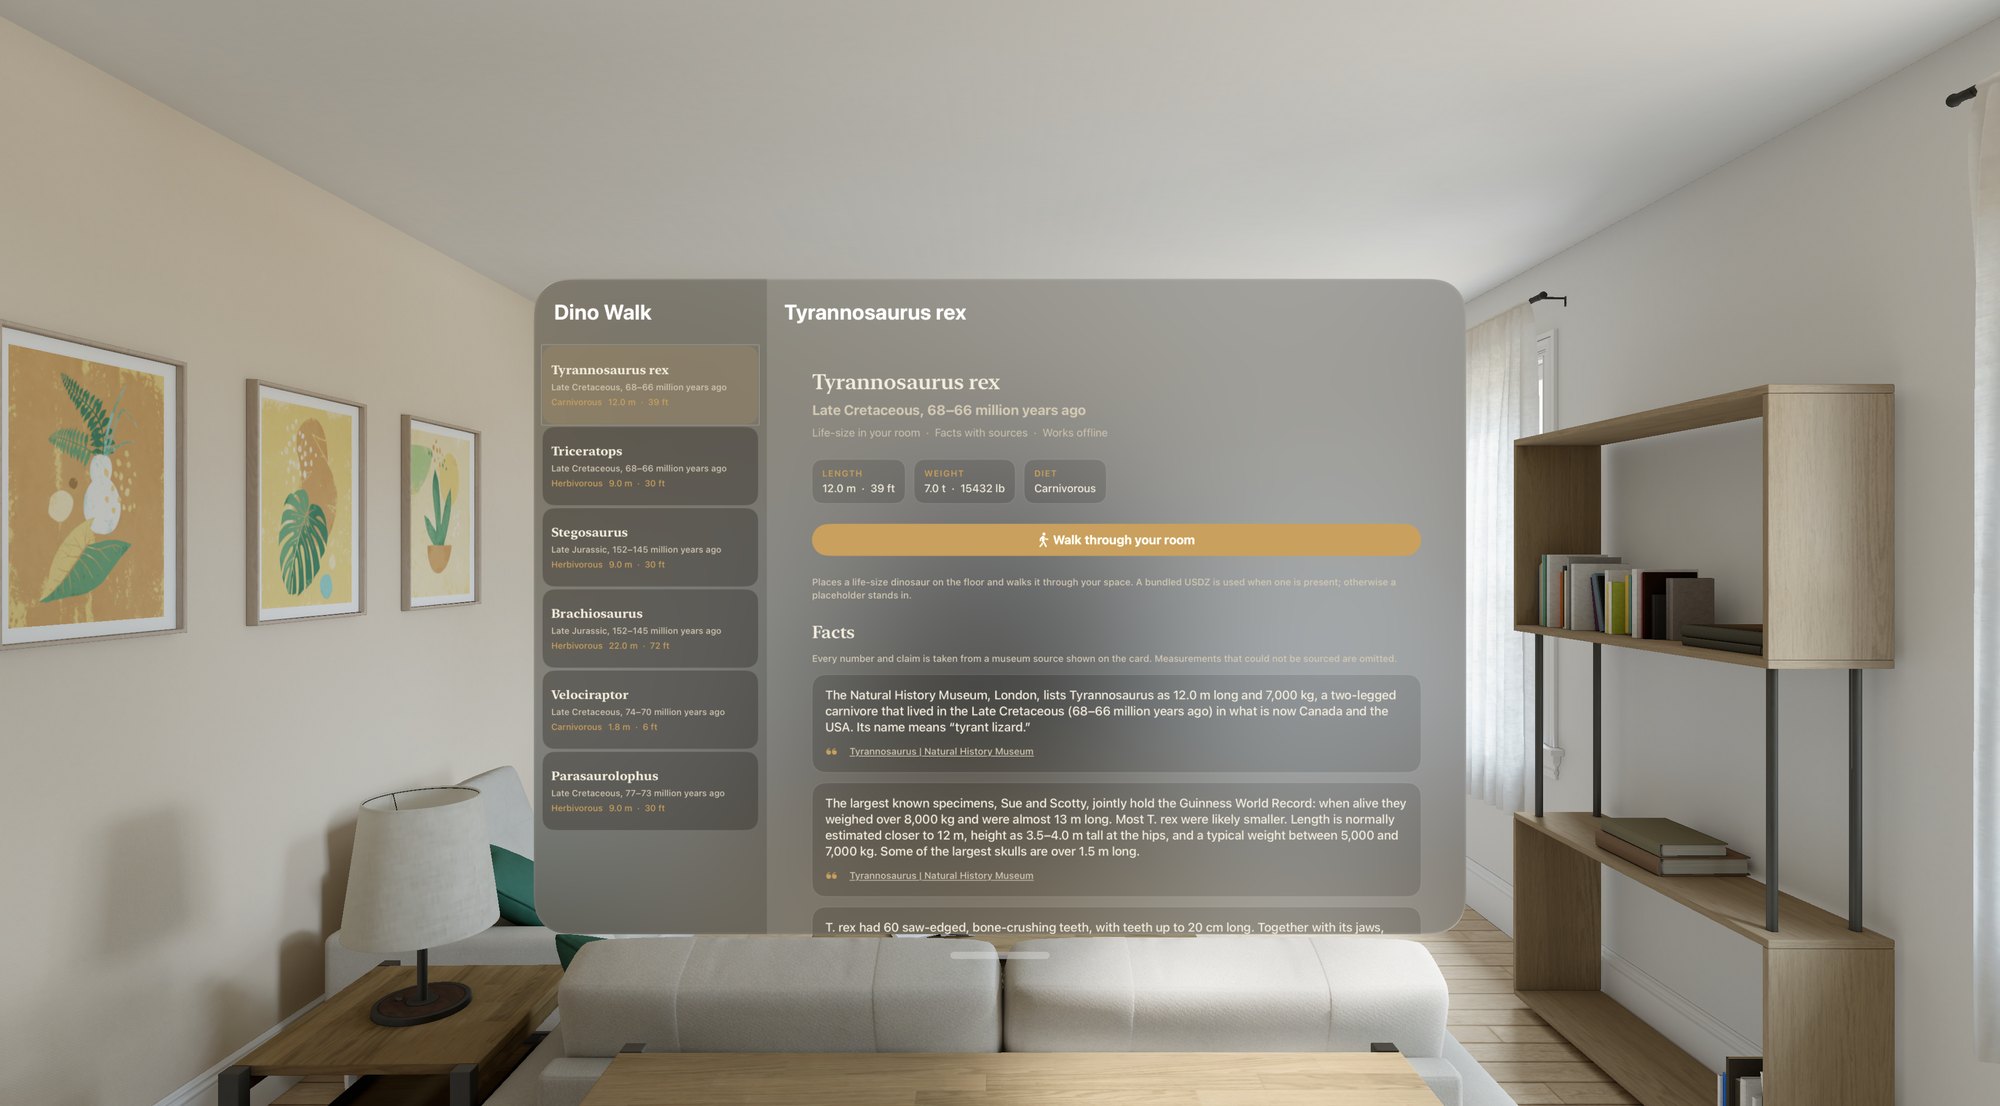 Dino Walk
Tyrannosaurus rex
Late Cretaceous, 68–66 million years ago
Carnivorous 12.0 m · 39 ft
Triceratops
Late Cretaceous, 68–66 million years ago
Herbivorous 9.0 m · 30 ft
Stegosaurus
Late Jurassic, 152–145 million years ago
Herbivorous 9.0 m · 30 ft
Brachiosaurus
Late Jurassic, 152–145 million years ago
Herbivorous 22.0 m · 72 ft
Velociraptor
Late Cretaceous, 74–70 million years ago
Carnivorous 1.8 m · 6 ft
Parasaurolophus
Late Cretaceous, 77–73 million years ago
Herbivorous 9.0 m · 30 ft
Tyrannosaurus rex
Tyrannosaurus rex
Late Cretaceous, 68–66 million years ago
Life-size in your room · Facts with sources · Works offline
LENGTH
12.0 m · 39 ft
WEIGHT
7.0 t · 15432 lb
DIET
Carnivorous
Walk through your room
Places a life-size dinosaur on the floor and walks it through your space. A bundled USDZ is used when one is present; otherwise a
placeholder stands in.
Facts
Every number and claim is taken from a museum source shown on the card. Measurements that could not be sourced are omitted.
The Natural History Museum, London, lists Tyrannosaurus as 12.0 m long and 7,000 kg, a two-legged
carnivore that lived in the Late Cretaceous (68–66 million years ago) in what is now Canada and the
USA. Its name means “tyrant lizard.”
Tyrannosaurus | Natural History Museum
The largest known specimens, Sue and Scotty, jointly hold the Guinness World Record: when alive they
weighed over 8,000 kg and were almost 13 m long. Most T. rex were likely smaller. Length is normally
estimated closer to 12 m, height as 3.5–4.0 m tall at the hips, and a typical weight between 5,000 and
7,000 kg. Some of the largest skulls are over 1.5 m long.
Tyrannosaurus | Natural History Museum
T. rex had 60 saw-edged, bone-crushing teeth, with teeth up to 20 cm long. Together with its jaws,